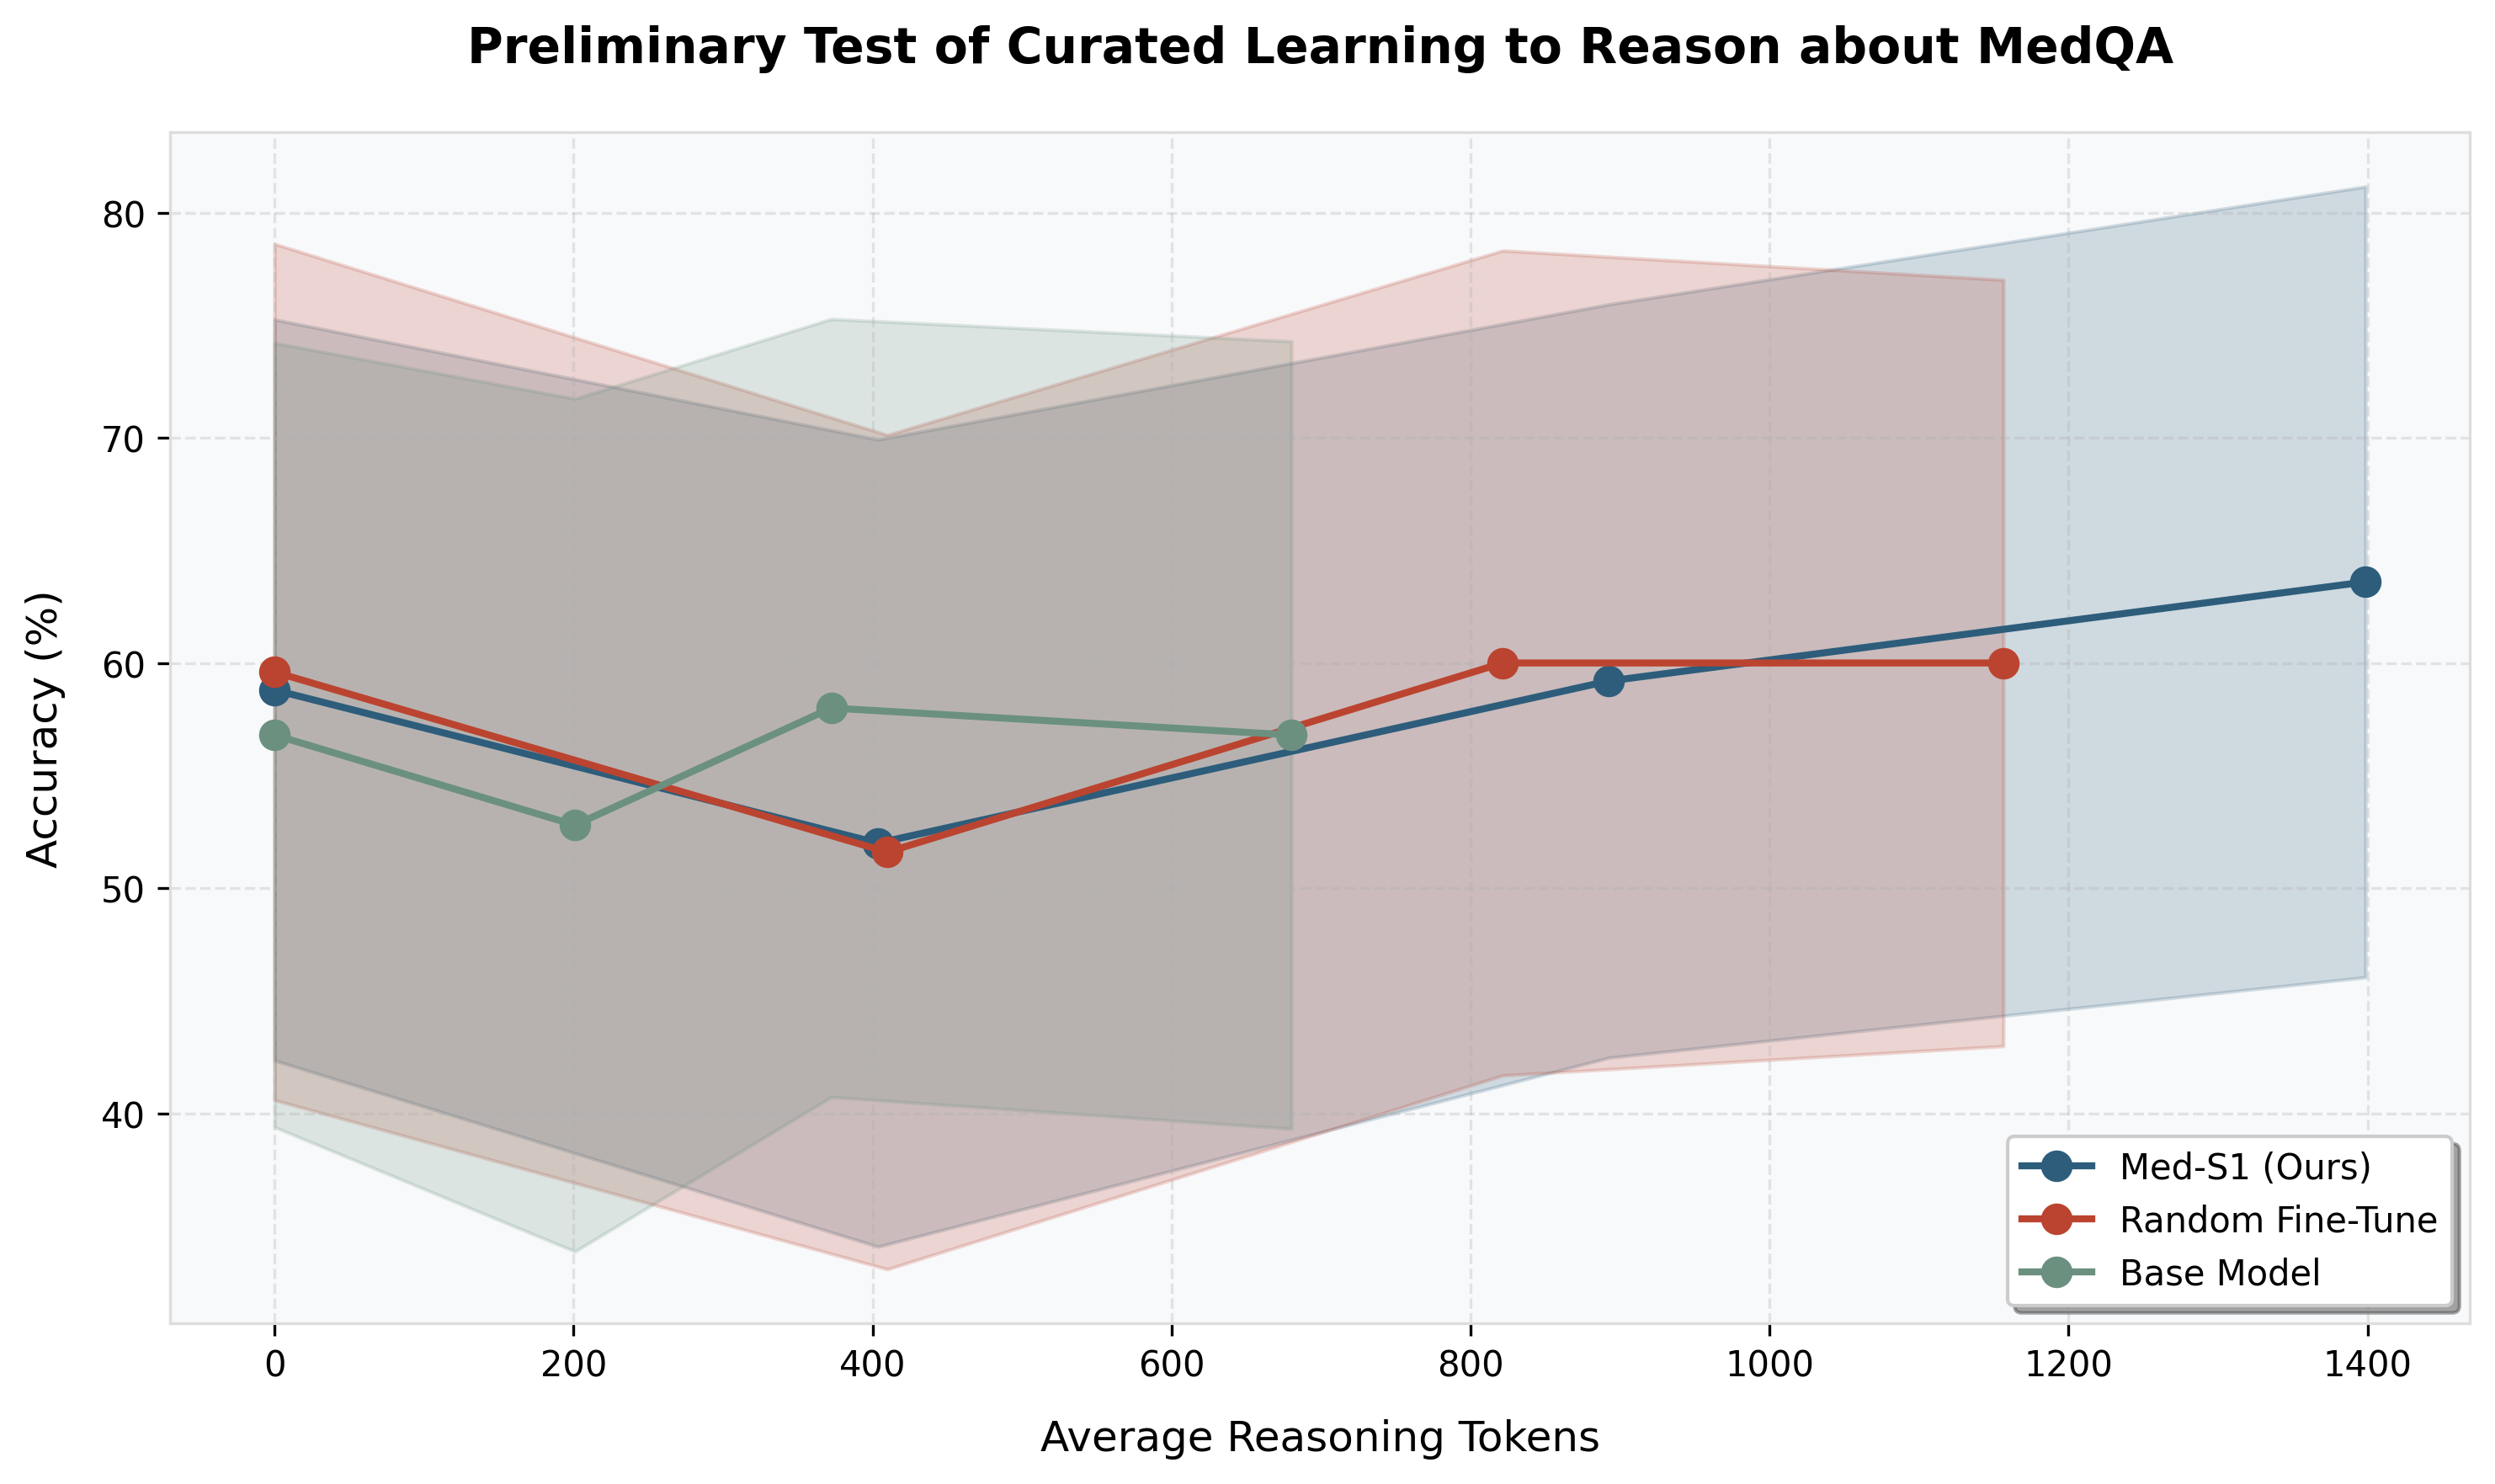 Preliminary Test of Curated Learning to Reason about MedQA
Accuracy (%)
80
70
60
50
40
0 200 400 600 800 1000 1200 1400
Average Reasoning Tokens
Med-S1 (Ours)
Random Fine-Tune
Base Model